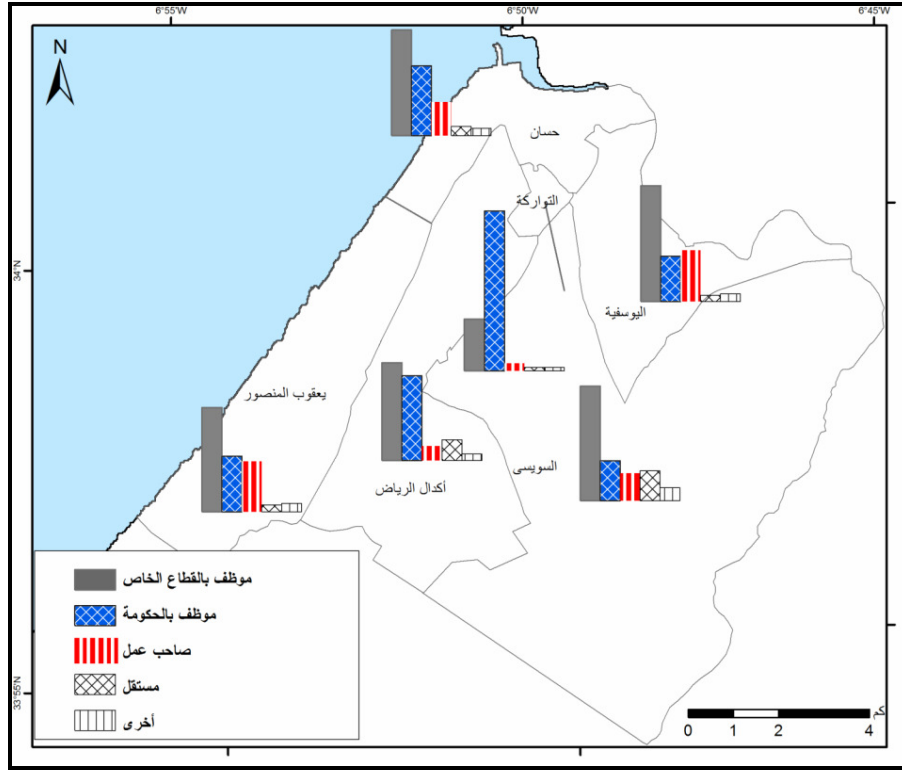 6°55'W 6°50'W 6°45'W
N
حسان
التواركة
34°N
اليوسفية
يعقوب المنصور
السويسى
أكدال الرياض
موظف بالقطاع الخاص
موظف بالحكومة
صاحب عمل
مستقل
أخرى
33°55'N
كم
0 1 2 4